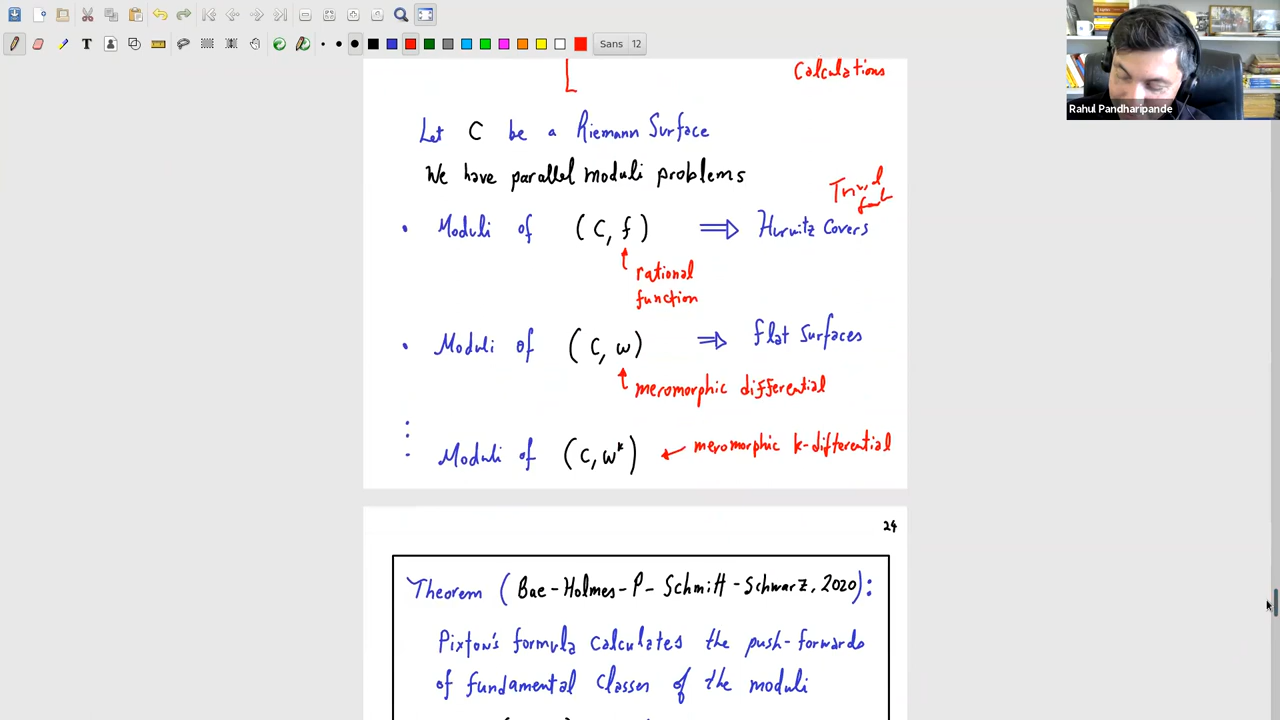 Sans 12
Rahul Pandharipande
Calculations
Let C be a Riemann Surface
We have parallel moduli problems
• Moduli of (C, f) ⟹ Hurwitz Covers
rational
function
• Moduli of (C, ω) ⟹ flat surfaces
meromorphic differential
Moduli of (C, ω^k) ← meromorphic k-differential
24
Theorem (Bae-Holmes-P-Schmitt-Schwarz, 2020):
Pixton's formula calculates the push-forwards
of fundamental classes of the moduli